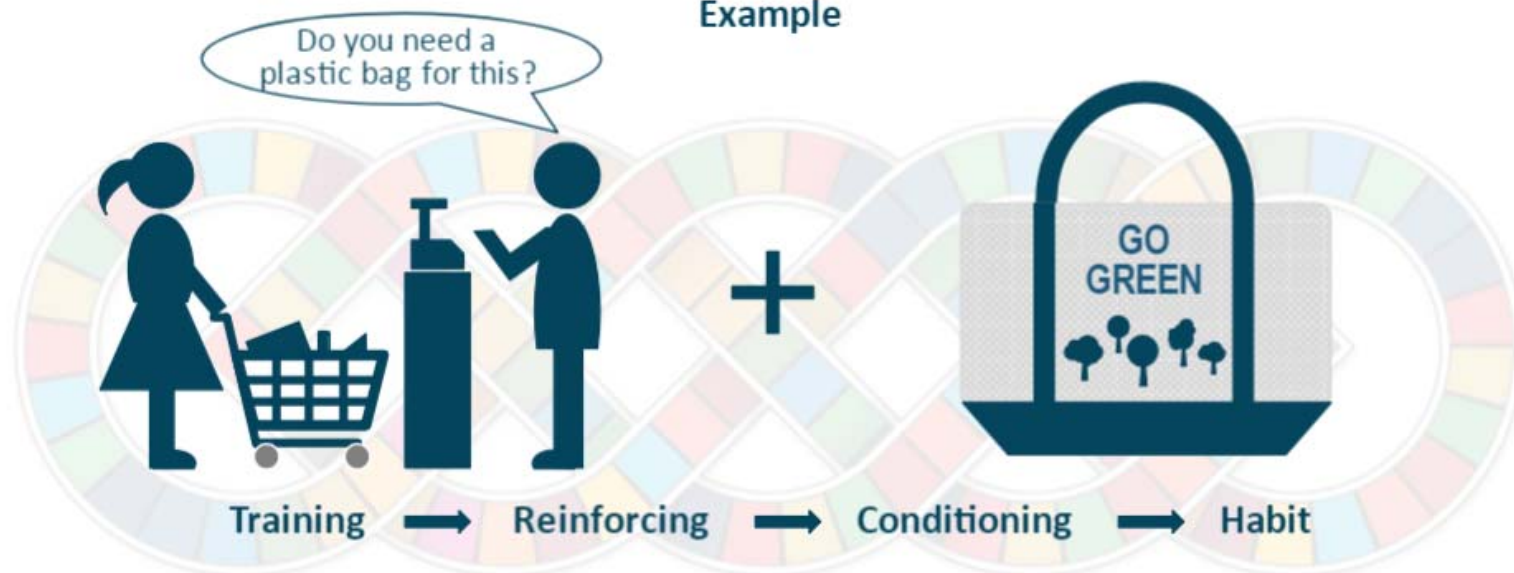 Example
Do you need a
plastic bag for this?
GO
GREEN
Training → Reinforcing → Conditioning → Habit